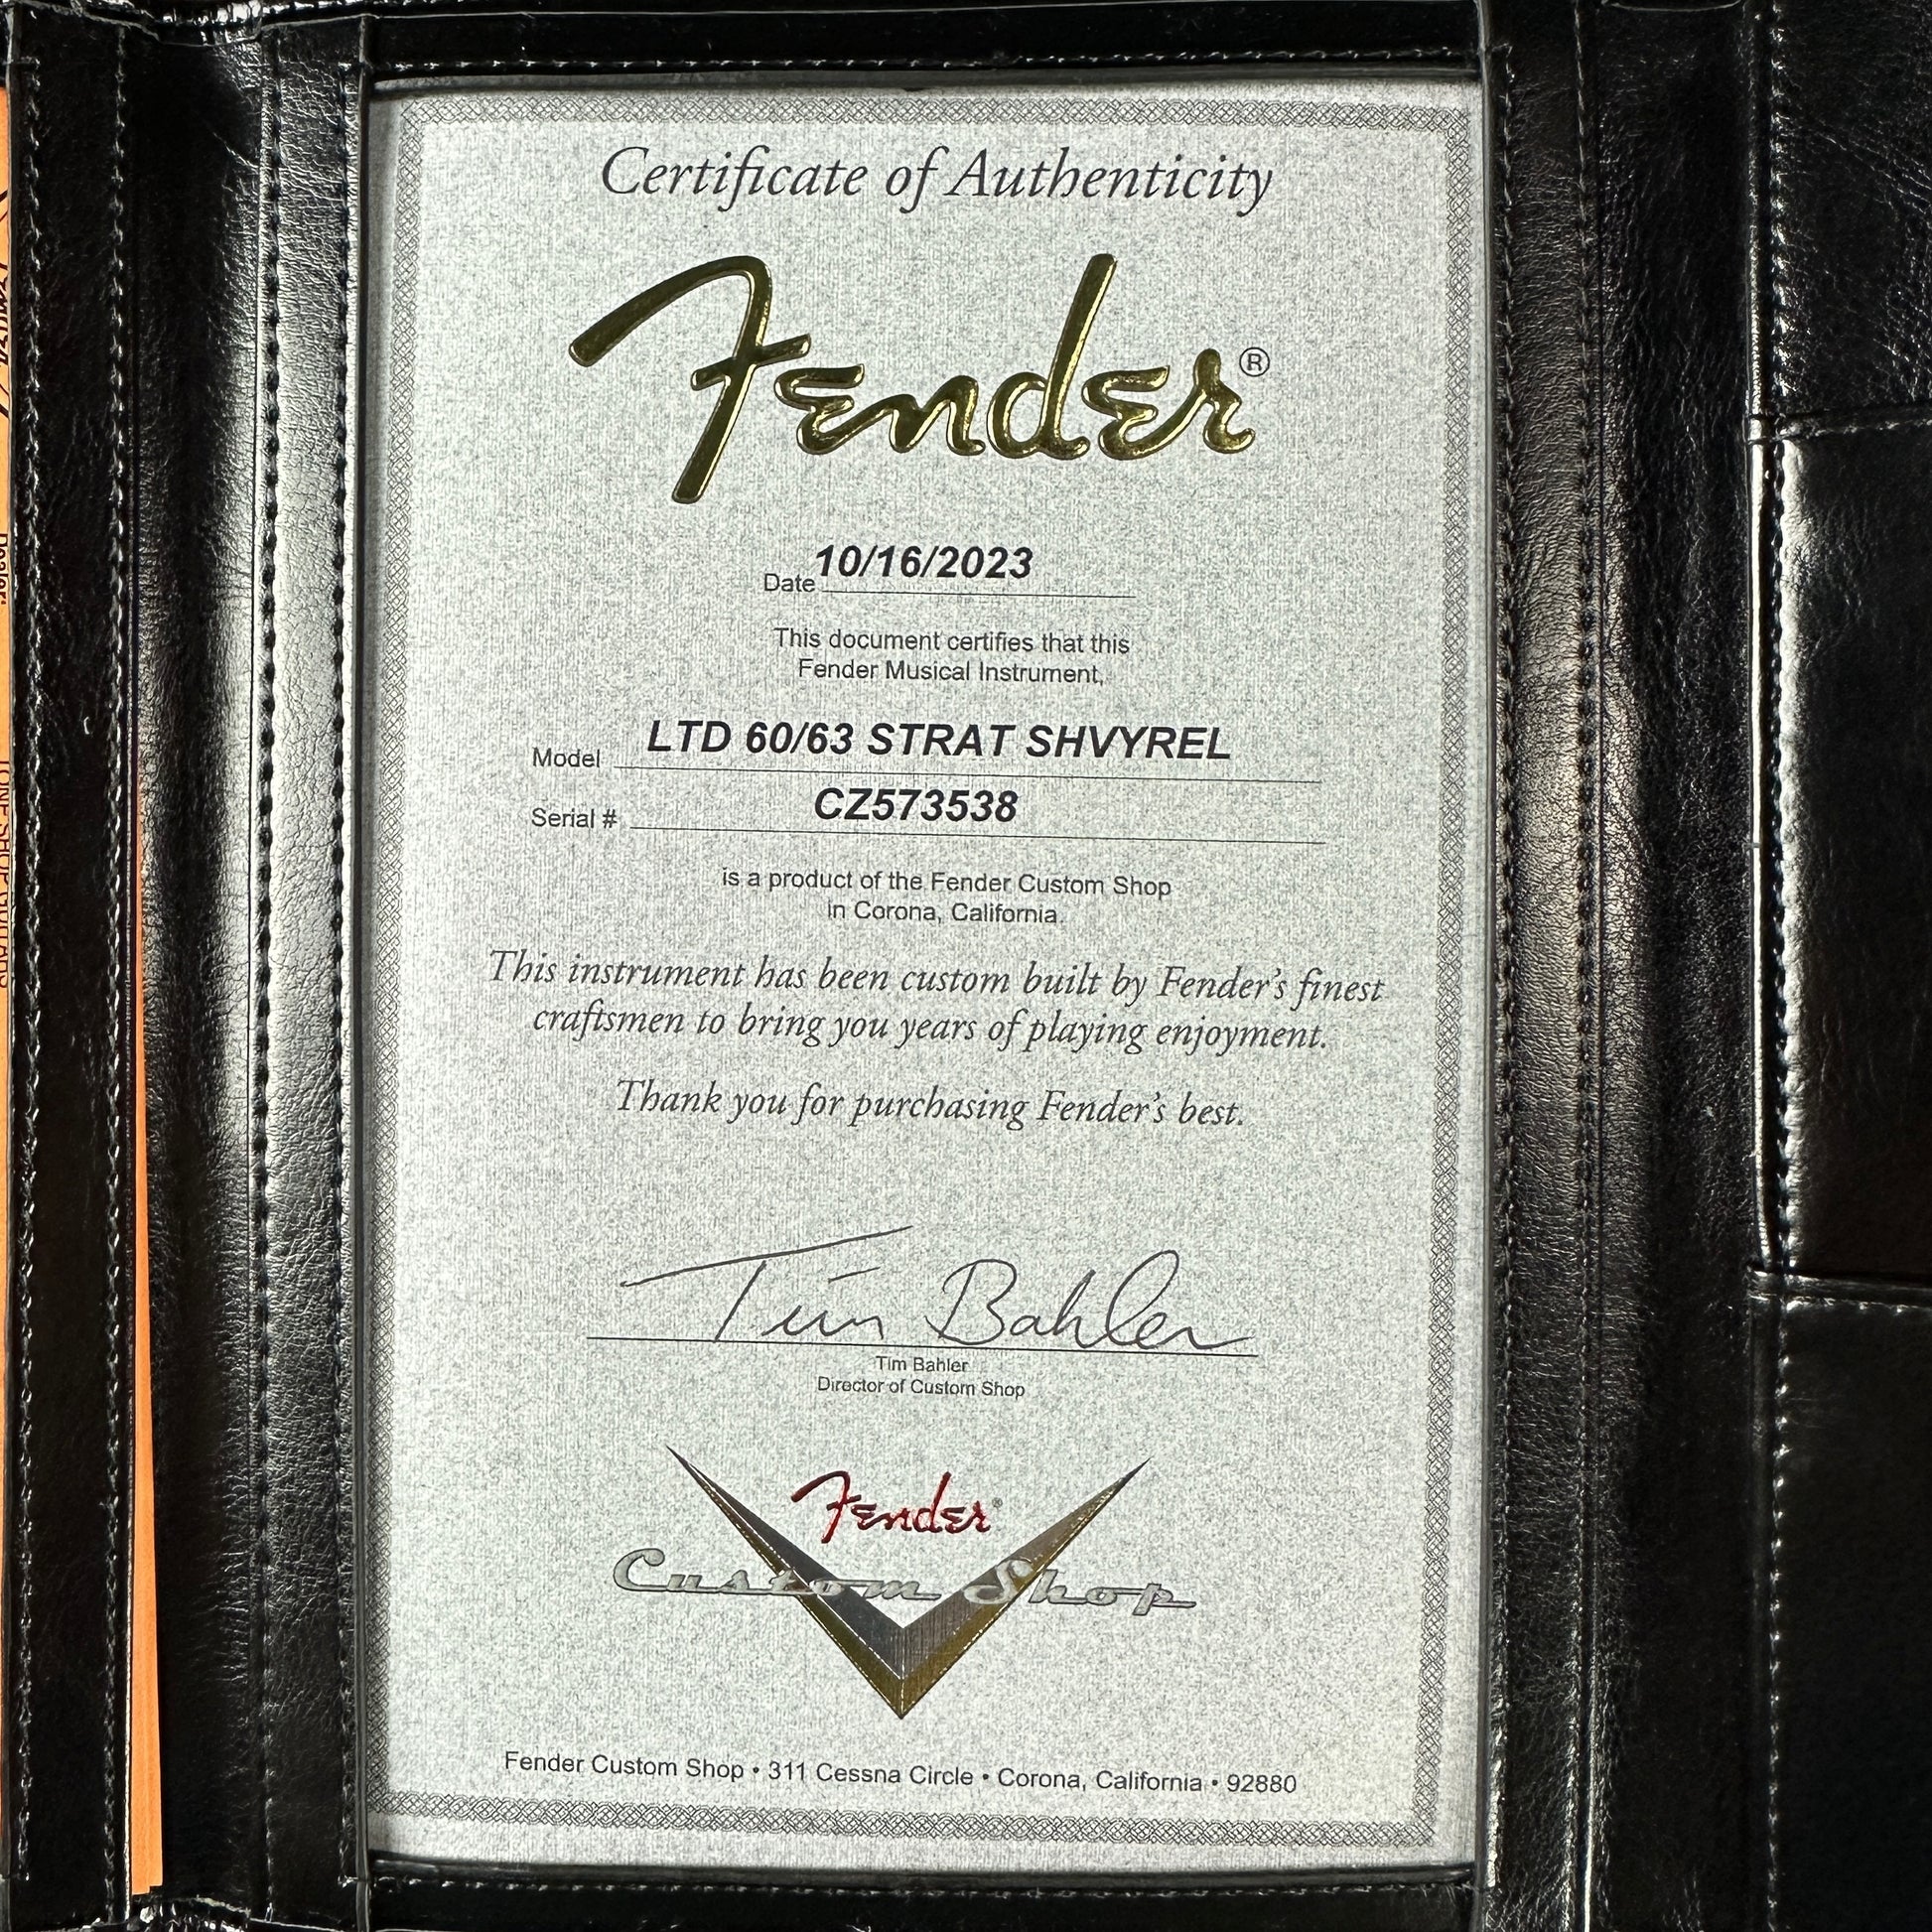 Certificate of Authenticity
Fender®
Date 10/16/2023
This document certifies that this
Fender Musical Instrument,
Model LTD 60/63 STRAT SHVYREL
Serial # CZ573538
is a product of the Fender Custom Shop
in Corona, California.
This instrument has been custom built by Fender's finest
craftsmen to bring you years of playing enjoyment.
Thank you for purchasing Fender's best.
Tim Bahler
Tim Bahler
Director of Custom Shop
Fender®
Custom Shop
Fender Custom Shop • 311 Cessna Circle • Corona, California • 92880